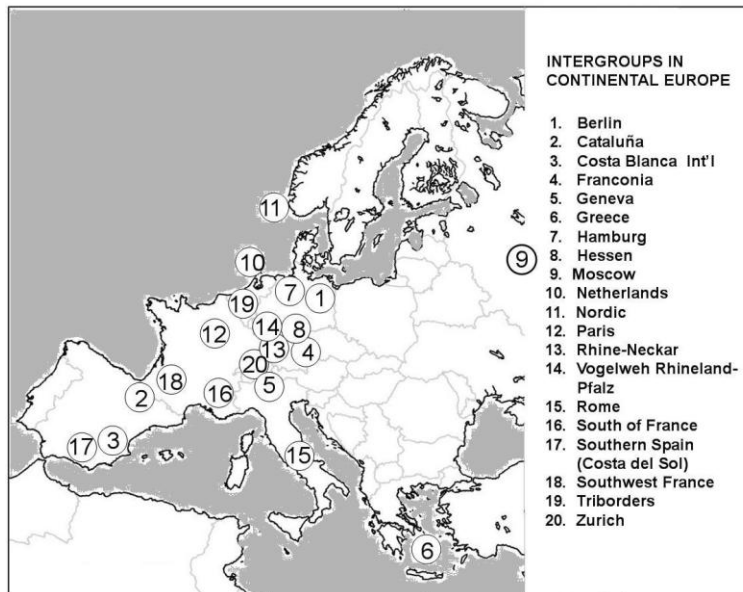 INTERGROUPS IN
CONTINENTAL EUROPE
1. Berlin
2. Cataluña
3. Costa Blanca Int'l
4. Franconia
5. Geneva
6. Greece
7. Hamburg
8. Hessen
9. Moscow
10. Netherlands
11. Nordic
12. Paris
13. Rhine-Neckar
14. Vogelweh Rhineland-
Pfalz
15. Rome
16. South of France
17. Southern Spain
(Costa del Sol)
18. Southwest France
19. Triborders
20. Zurich
11
9
10
7
1
19
14
8
12
13
4
20
5
18
2
16
3
17
15
6